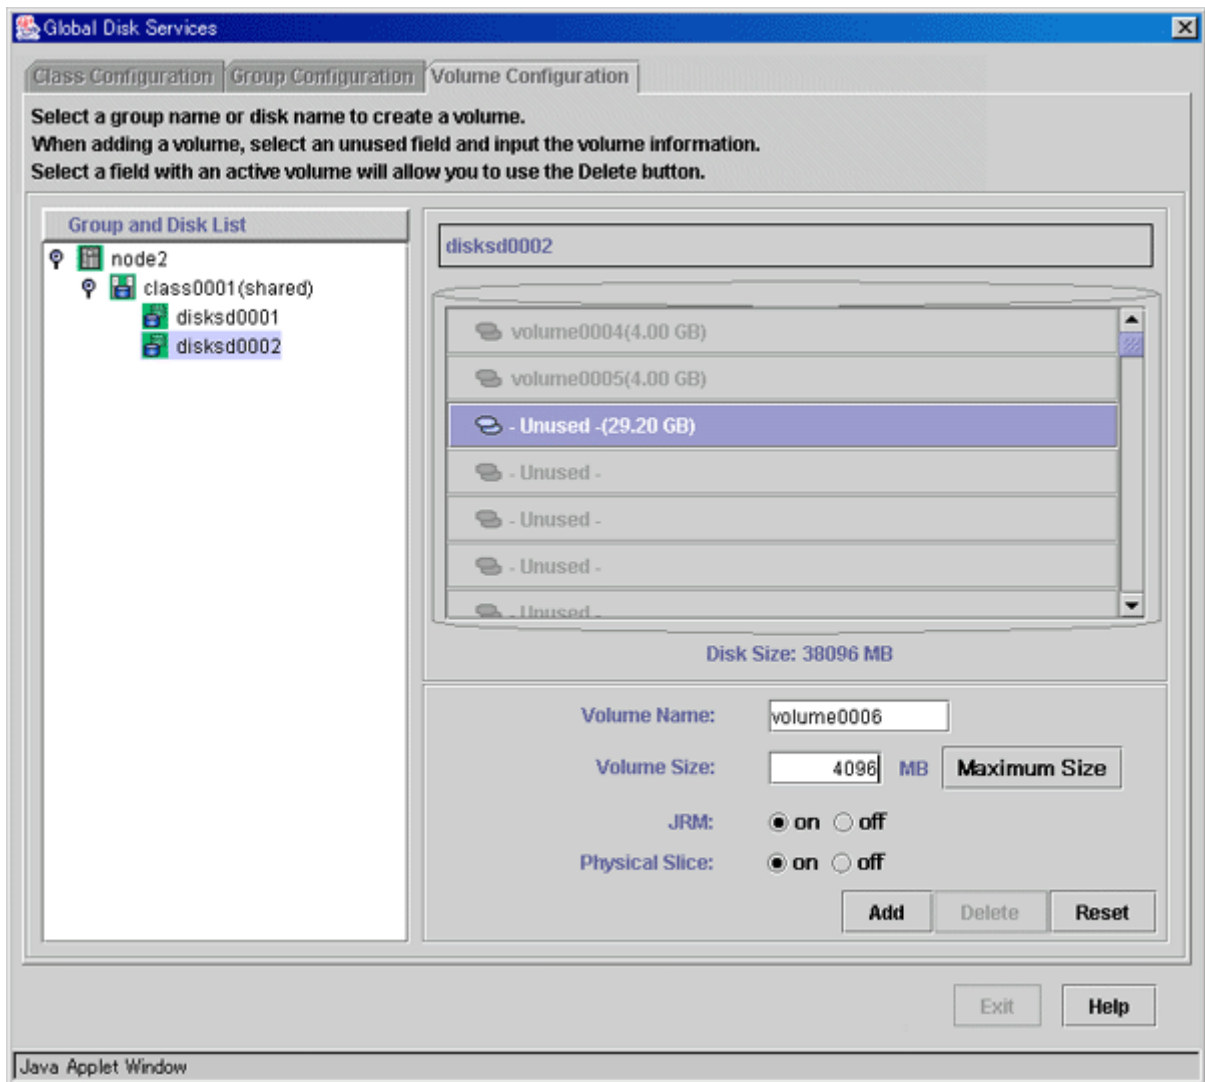 Global Disk Services
Class Configuration Group Configuration Volume Configuration
Select a group name or disk name to create a volume.
When adding a volume, select an unused field and input the volume information.
Select a field with an active volume will allow you to use the Delete button.
Group and Disk List
node2
class0001(shared)
disksd0001
disksd0002
disksd0002
volume0004(4.00 GB)
volume0005(4.00 GB)
- Unused -(29.20 GB)
- Unused -
- Unused -
- Unused -
- Unused -
Disk Size: 38096 MB
Volume Name: volume0006
Volume Size: 4096 MB Maximum Size
JRM: on off
Physical Slice: on off
Add Delete Reset
Exit Help
Java Applet Window